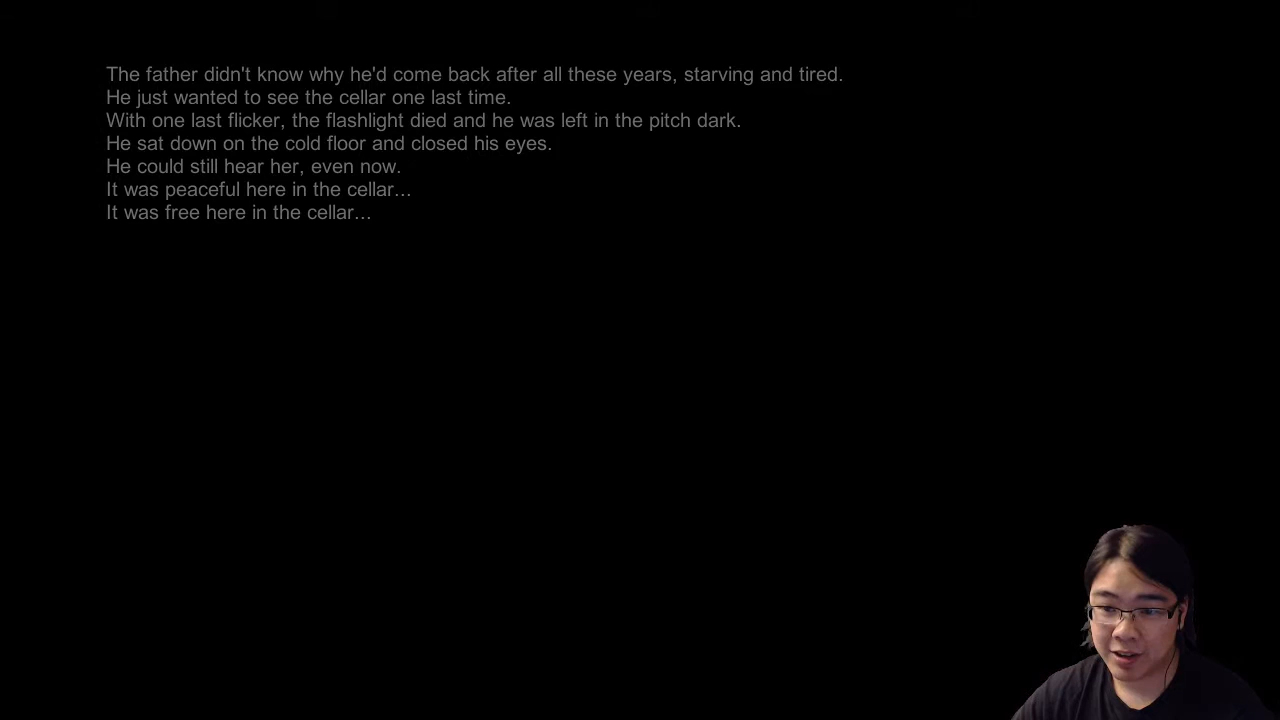 The father didn't know why he'd come back after all these years, starving and tired.
He just wanted to see the cellar one last time.
With one last flicker, the flashlight died and he was left in the pitch dark.
He sat down on the cold floor and closed his eyes.
He could still hear her, even now.
It was peaceful here in the cellar...
It was free here in the cellar...